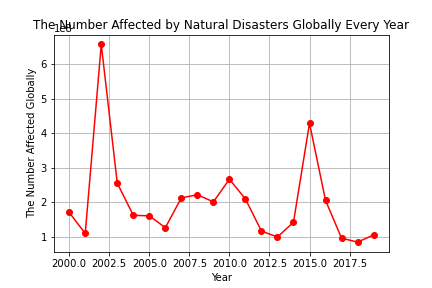 The Number Affected by Natural Disasters Globally Every Year
1e8
6
5
4
3
2
1
The Number Affected Globally
2000.0 2002.5 2005.0 2007.5 2010.0 2012.5 2015.0 2017.5
Year